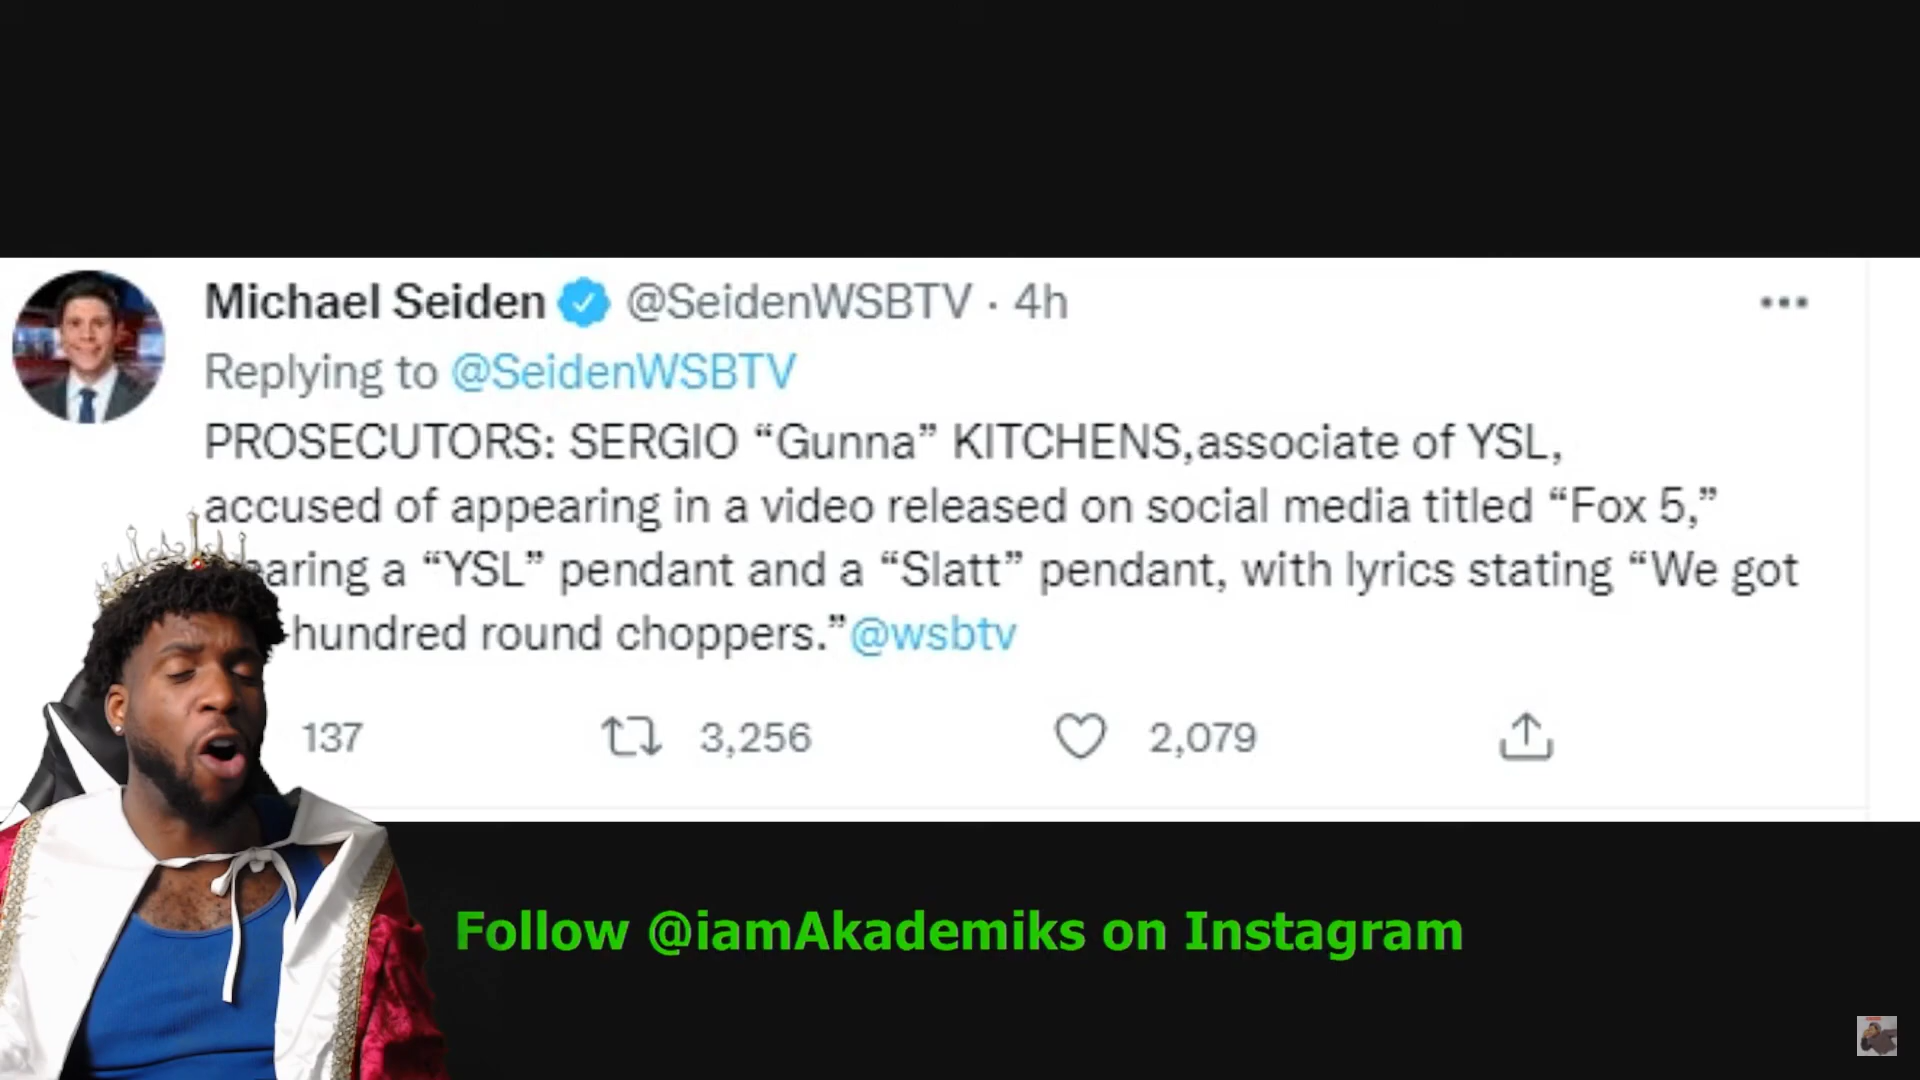 Michael Seiden @SeidenWSBTV · 4h
Replying to @SeidenWSBTV
PROSECUTORS: SERGIO “Gunna” KITCHENS,associate of YSL,
accused of appearing in a video released on social media titled “Fox 5,”
earing a “YSL” pendant and a “Slatt” pendant, with lyrics stating “We got
-hundred round choppers.”@wsbtv
137 3,256 2,079
Follow @iamAkademiks on Instagram